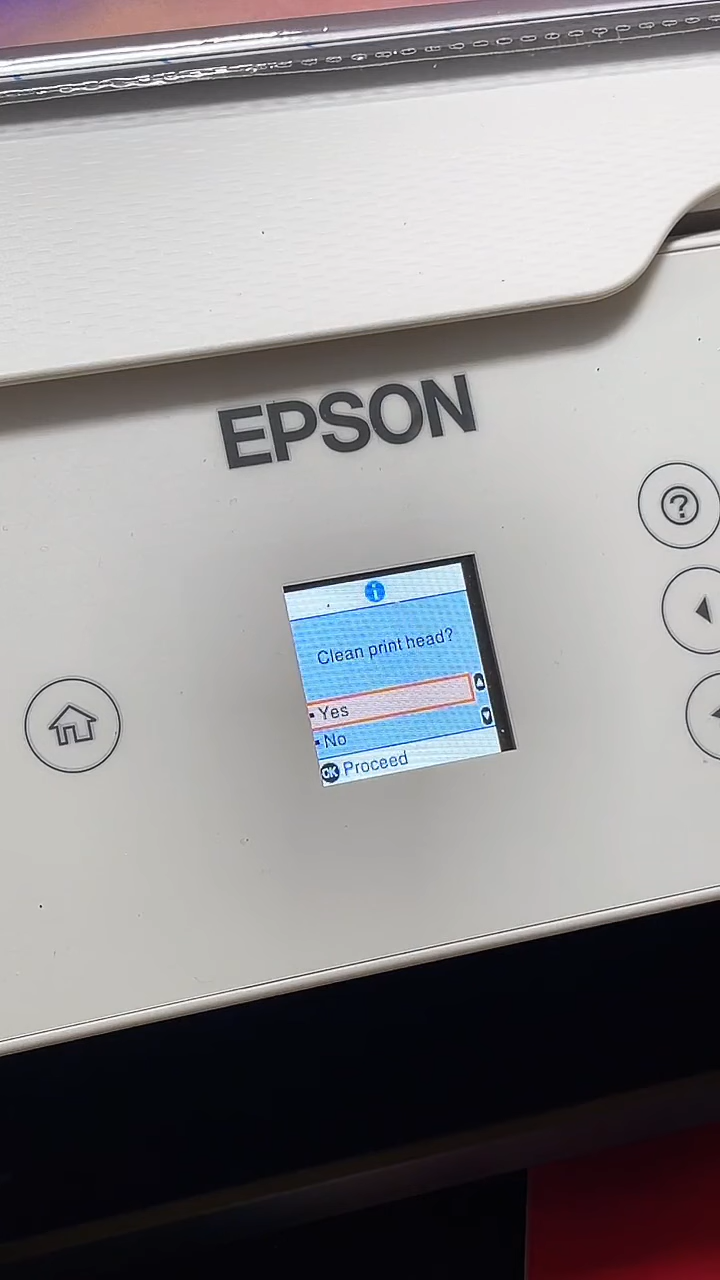 EPSON
?
i
Clean print head?
Yes
No
OK Proceed